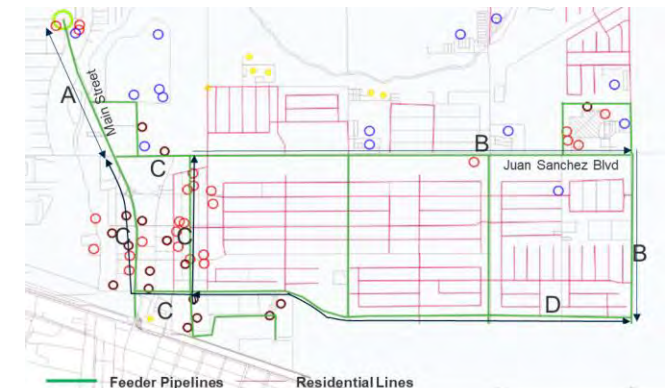 A
Main Street
B
C
Juan Sanchez Blvd
C
C
B
D
C
Feeder Pipelines
Residential Lines